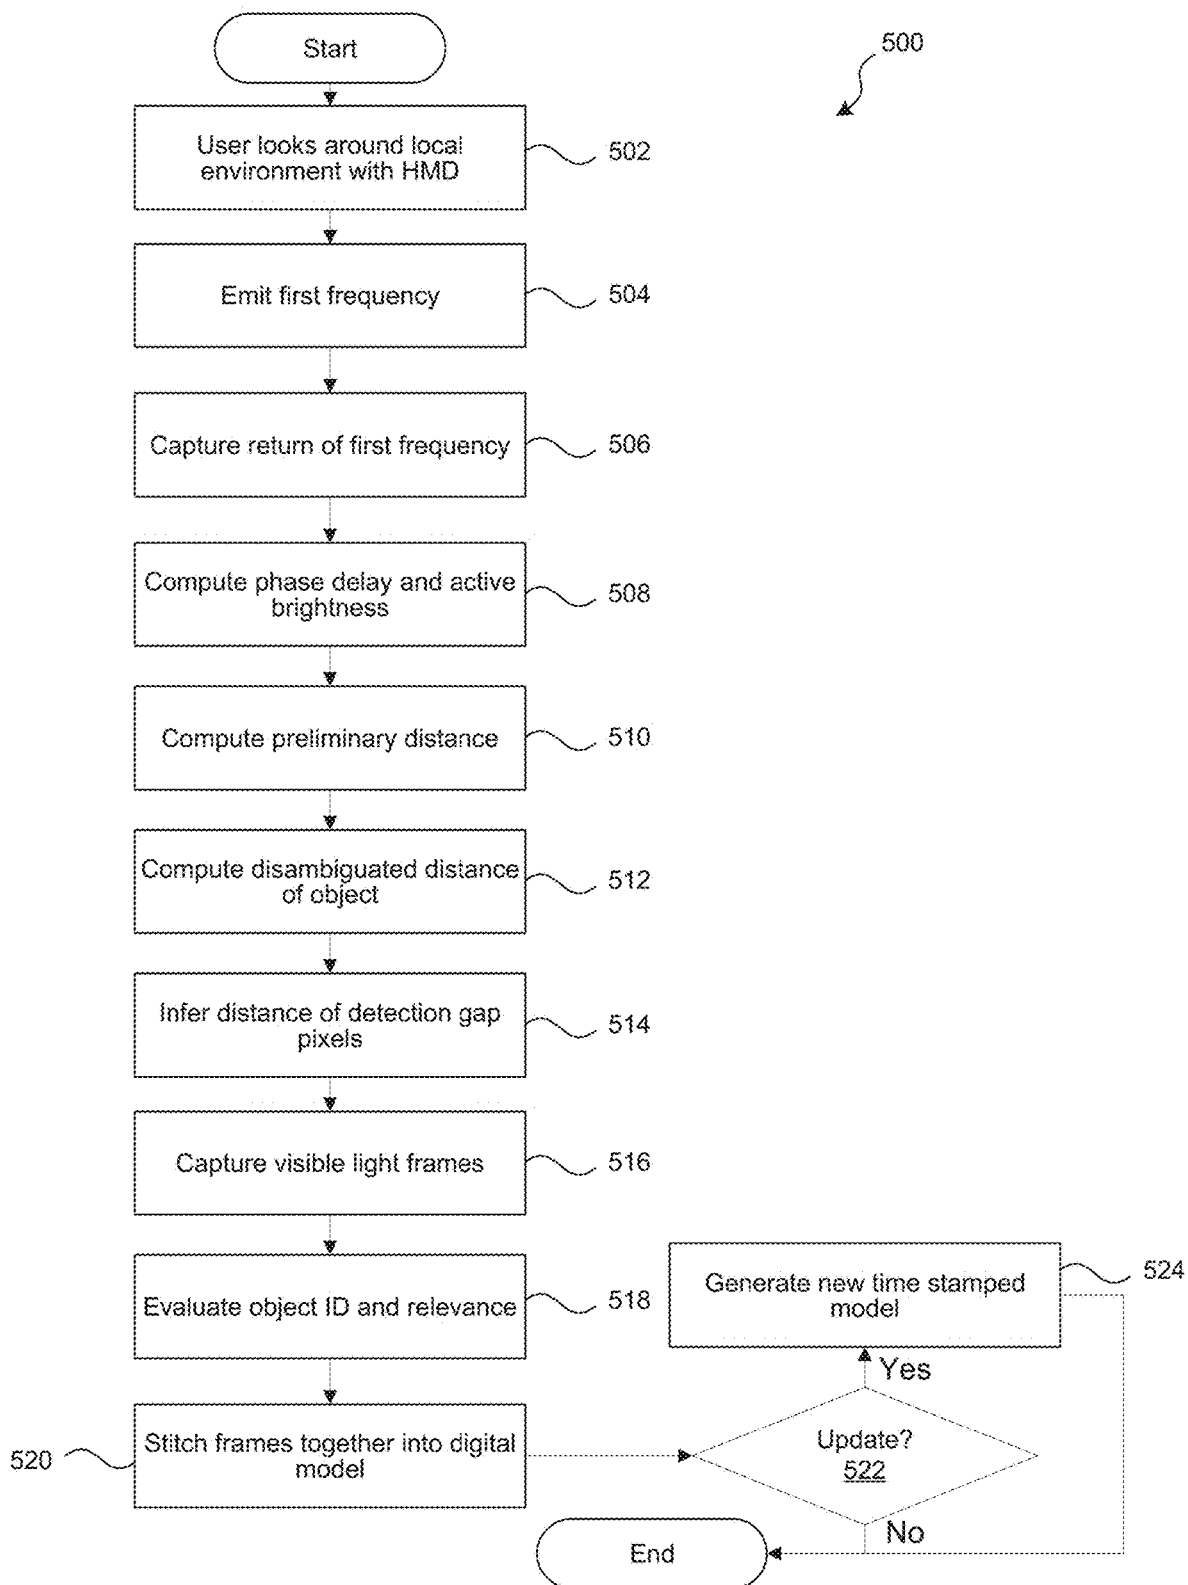 Start
500
User looks around local
environment with HMD
502
Emit first frequency
504
Capture return of first frequency
506
Compute phase delay and active
brightness
508
Compute preliminary distance
510
Compute disambiguated distance
of object
512
Infer distance of detection gap
pixels
514
Capture visible light frames
516
Evaluate object ID and relevance
518
Generate new time stamped
model
524
Yes
520
Stitch frames together into digital
model
Update?
522
No
End